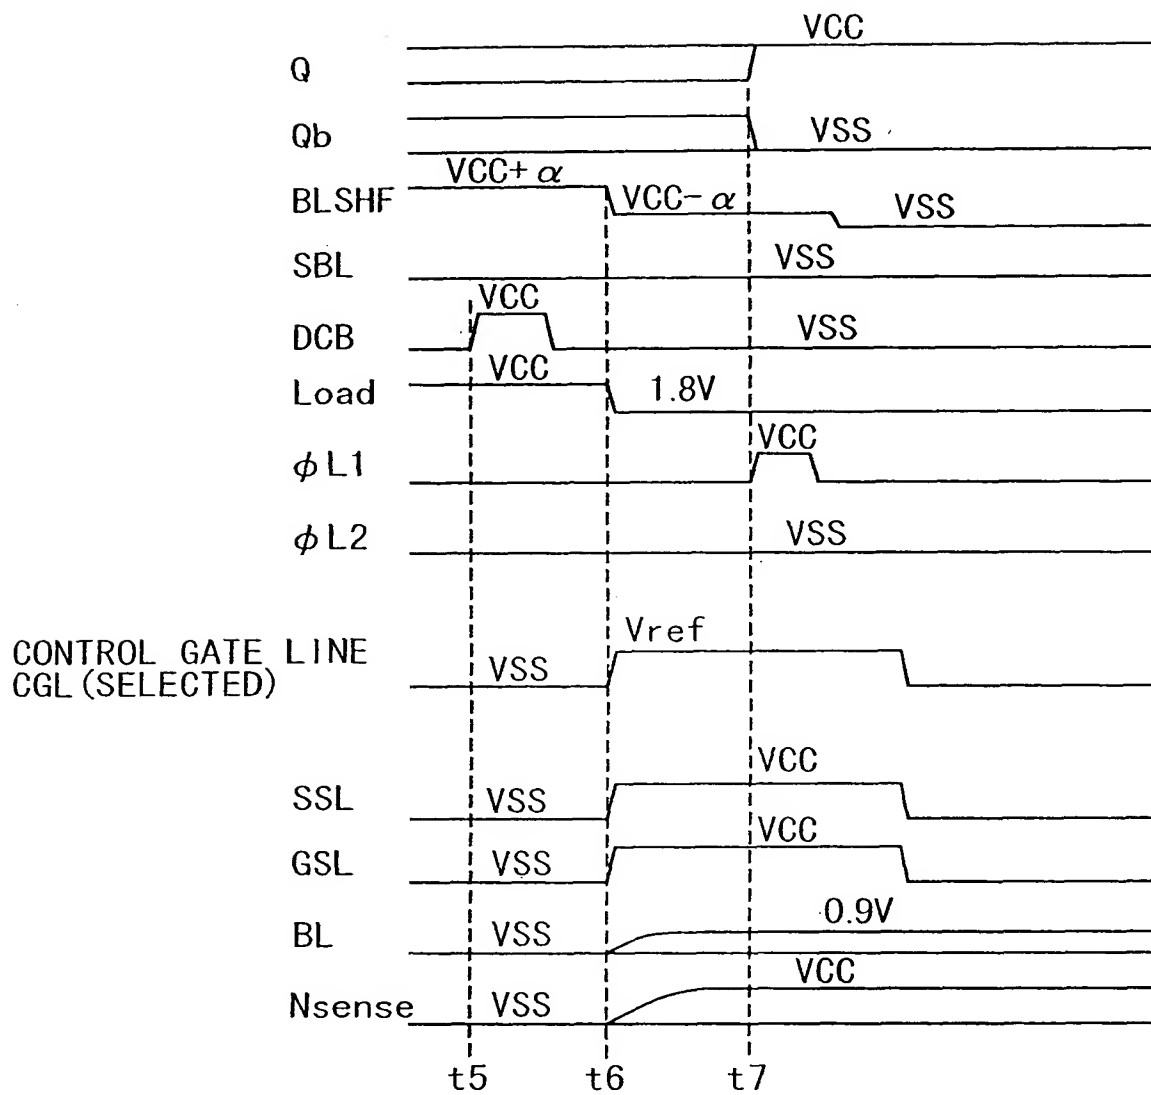 VCC
Q
Qb VSS
VCC+α
BLSHF VCC-α VSS
SBL VSS
VCC
DCB VSS
Load VCC 1.8V
VCC
φL1
φL2 VSS
Vref
CONTROL GATE LINE
CGL(SELECTED) VSS
VCC
SSL VSS
VCC
GSL VSS
0.9V
BL VSS
VCC
Nsense VSS
t5 t6 t7